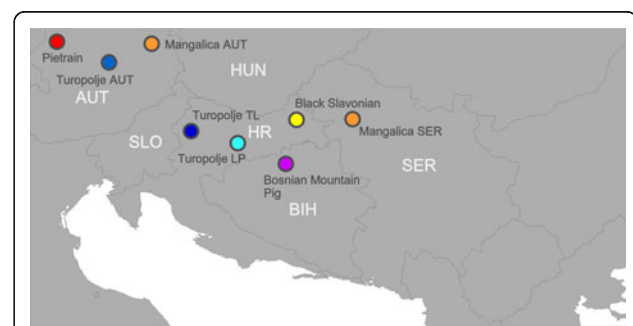 Mangalica AUT
Pietrain
HUN
Turopolje AUT
AUT
Black Slavonian
Turopolje TL
HR
Mangalica SER
SLO
Turopolje LP
SER
Bosnian Mountain
Pig
BIH